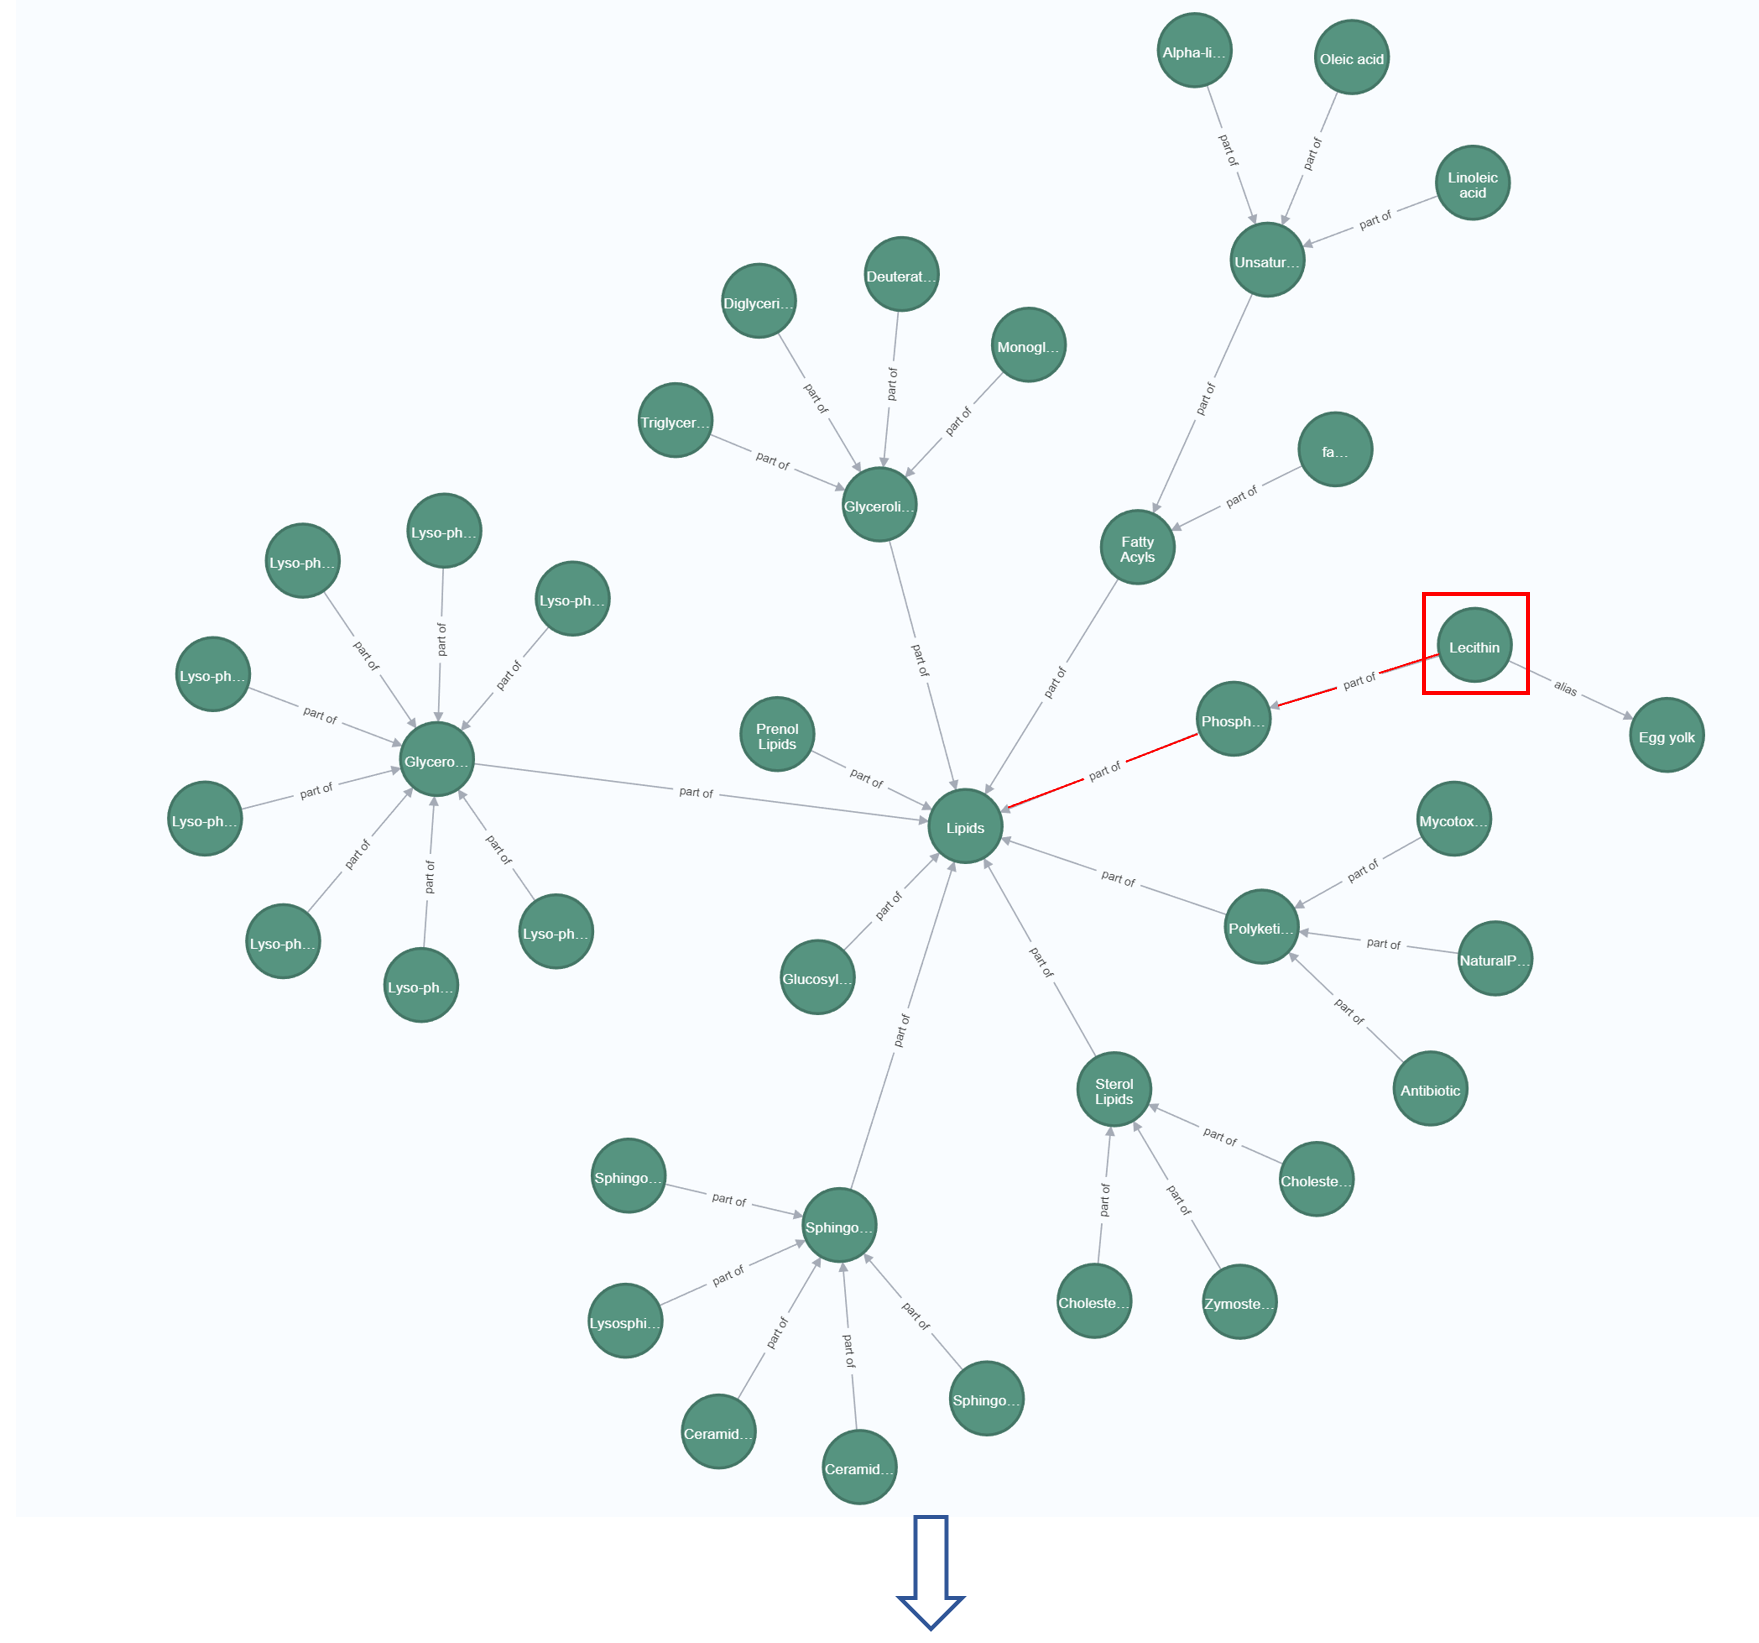 Alpha-li...
Oleic acid
part of
part of
Linoleic
acid
part of
Unsatur...
Deuterat...
Diglyceri...
Monogl...
part of
part of
part of
part of
Triglycer...
part of
fa...
part of
Glyceroli...
Lyso-ph...
Lyso-ph...
Fatty
Acyls
Lyso-ph...
part of
part of
part of
part of
Lecithin
Lyso-ph...
part of
part of
part of
alias
part of
Phosph...
Prenol
Lipids
Egg yolk
Glycero...
part of
part of
part of
part of
Lipids
Lyso-ph...
Mycotox...
part of
part of
part of
part of
part of
part of
Polyketi...
Lyso-ph...
Lyso-ph...
part of
NaturalP...
part of
Glucosyl...
Lyso-ph...
part of
part of
Sterol
Lipids
Antibiotic
part of
Sphingo...
Choleste...
part of
part of
part of
Sphingo...
part of
Choleste...
Zymoste...
part of
Lysosphi...
part of
part of
Sphingo...
Ceramid...
Ceramid...